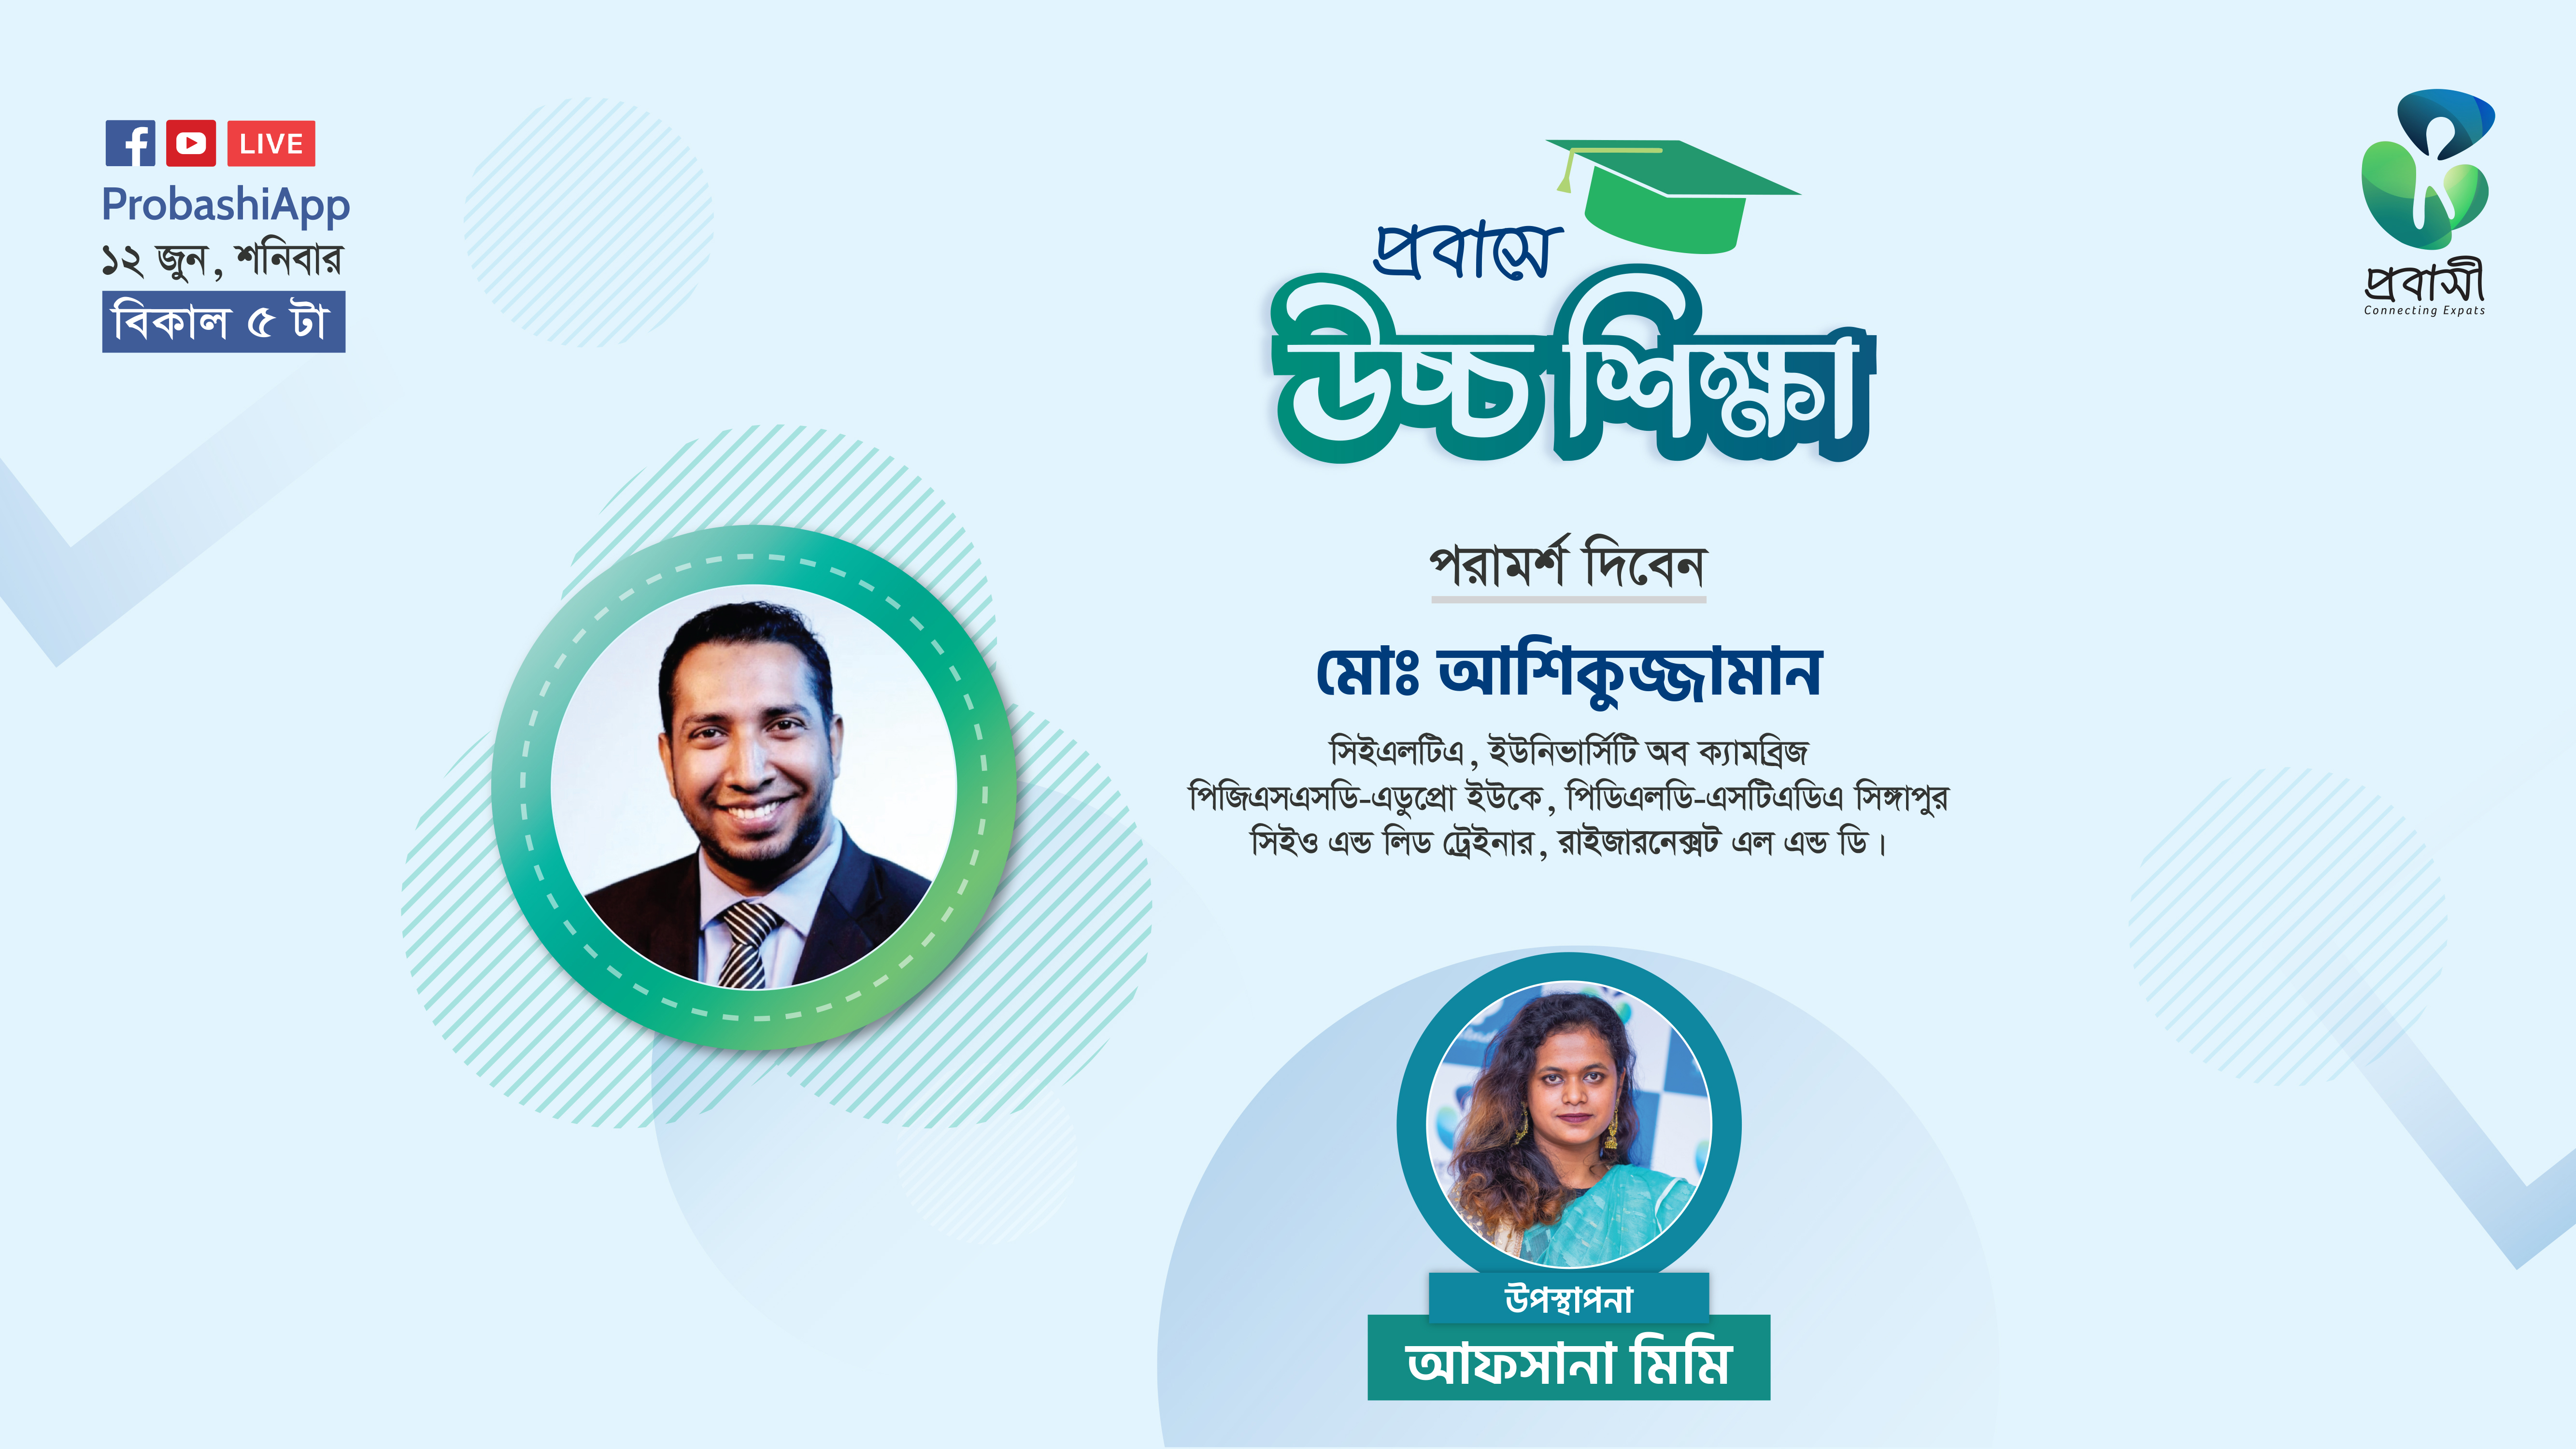 LIVE
ProbashiApp
১২ জুন, শনিবার
বিকাল ৫ টা
প্রবাসে
উচ্চ শিক্ষা
প্রবাসী
Connecting Expats
পরামর্শ দিবেন
মোঃ আশিকুজ্জামান
সিইএলটিএ, ইউনিভার্সিটি অব ক্যামব্রিজ
পিজিএসএসডি-এডুপ্রো ইউকে, পিডিএলডি-এসটিএডিএ সিঙ্গাপুর
সিইও এন্ড লিড ট্রেইনার, রাইজারনেক্সট এল এন্ড ডি।
উপস্থাপনা
আফসানা মিমি